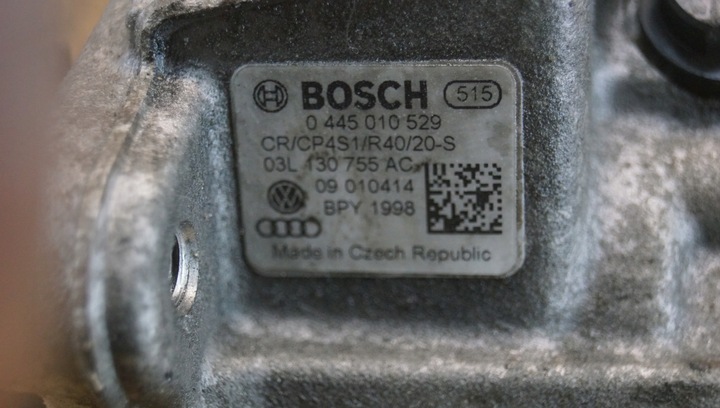 BOSCH 515
0 445 010 529
CR/CP4S1/R40/20-S
03L 130 755 AC
09 010414
BPY 1998
Made in Czech Republic